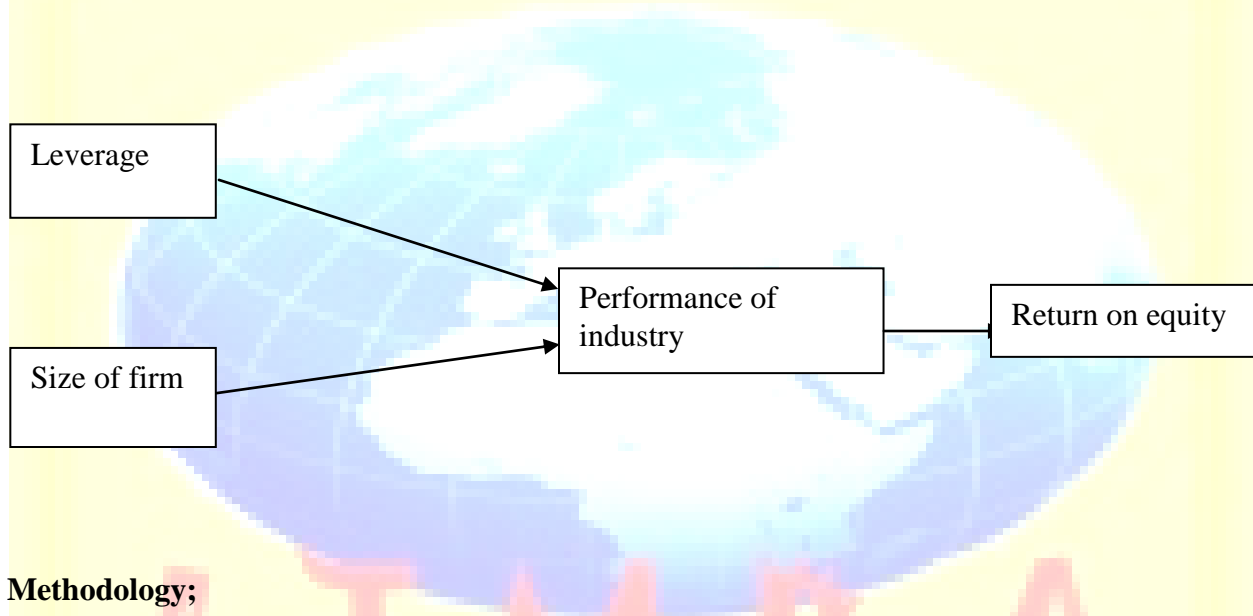 Leverage
Performance of
industry
Return on equity
Size of firm
Methodology;